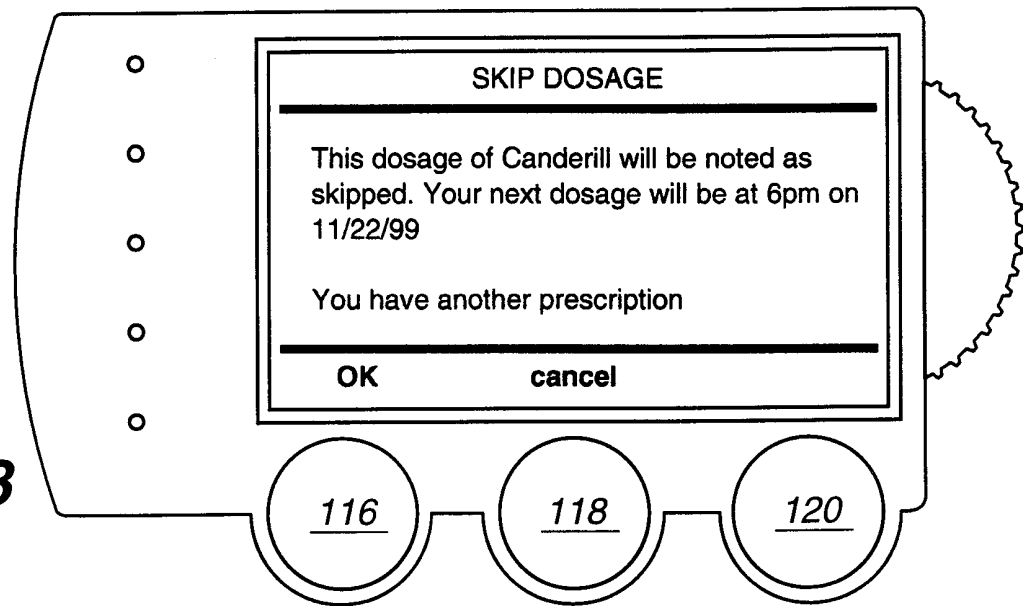 SKIP DOSAGE
This dosage of Canderill will be noted as
skipped. Your next dosage will be at 6pm on
11/22/99
You have another prescription
OK cancel
116 118 120